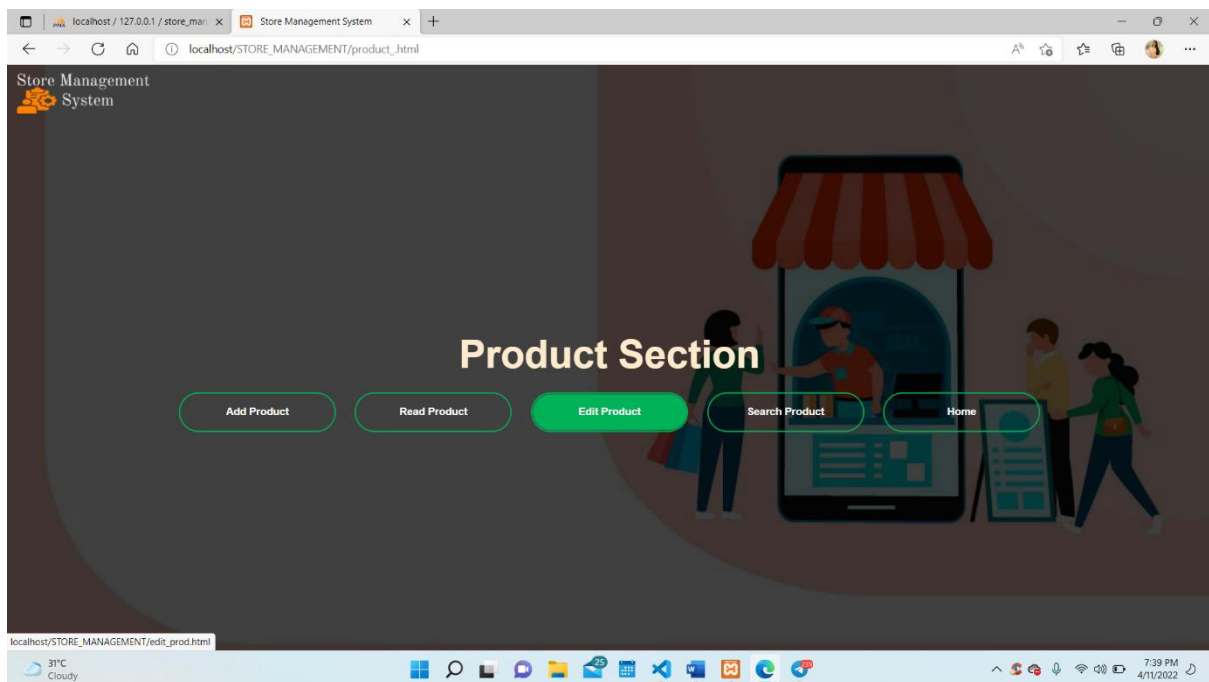 localhost / 127.0.0.1 / store_man
Store Management System
localhost/STORE_MANAGEMENT/product_.html
Store Management
System
Product Section
Add Product
Read Product
Edit Product
Search Product
Home
localhost/STORE_MANAGEMENT/edit_prod.html
31°C
Cloudy
25
7:39 PM
4/11/2022